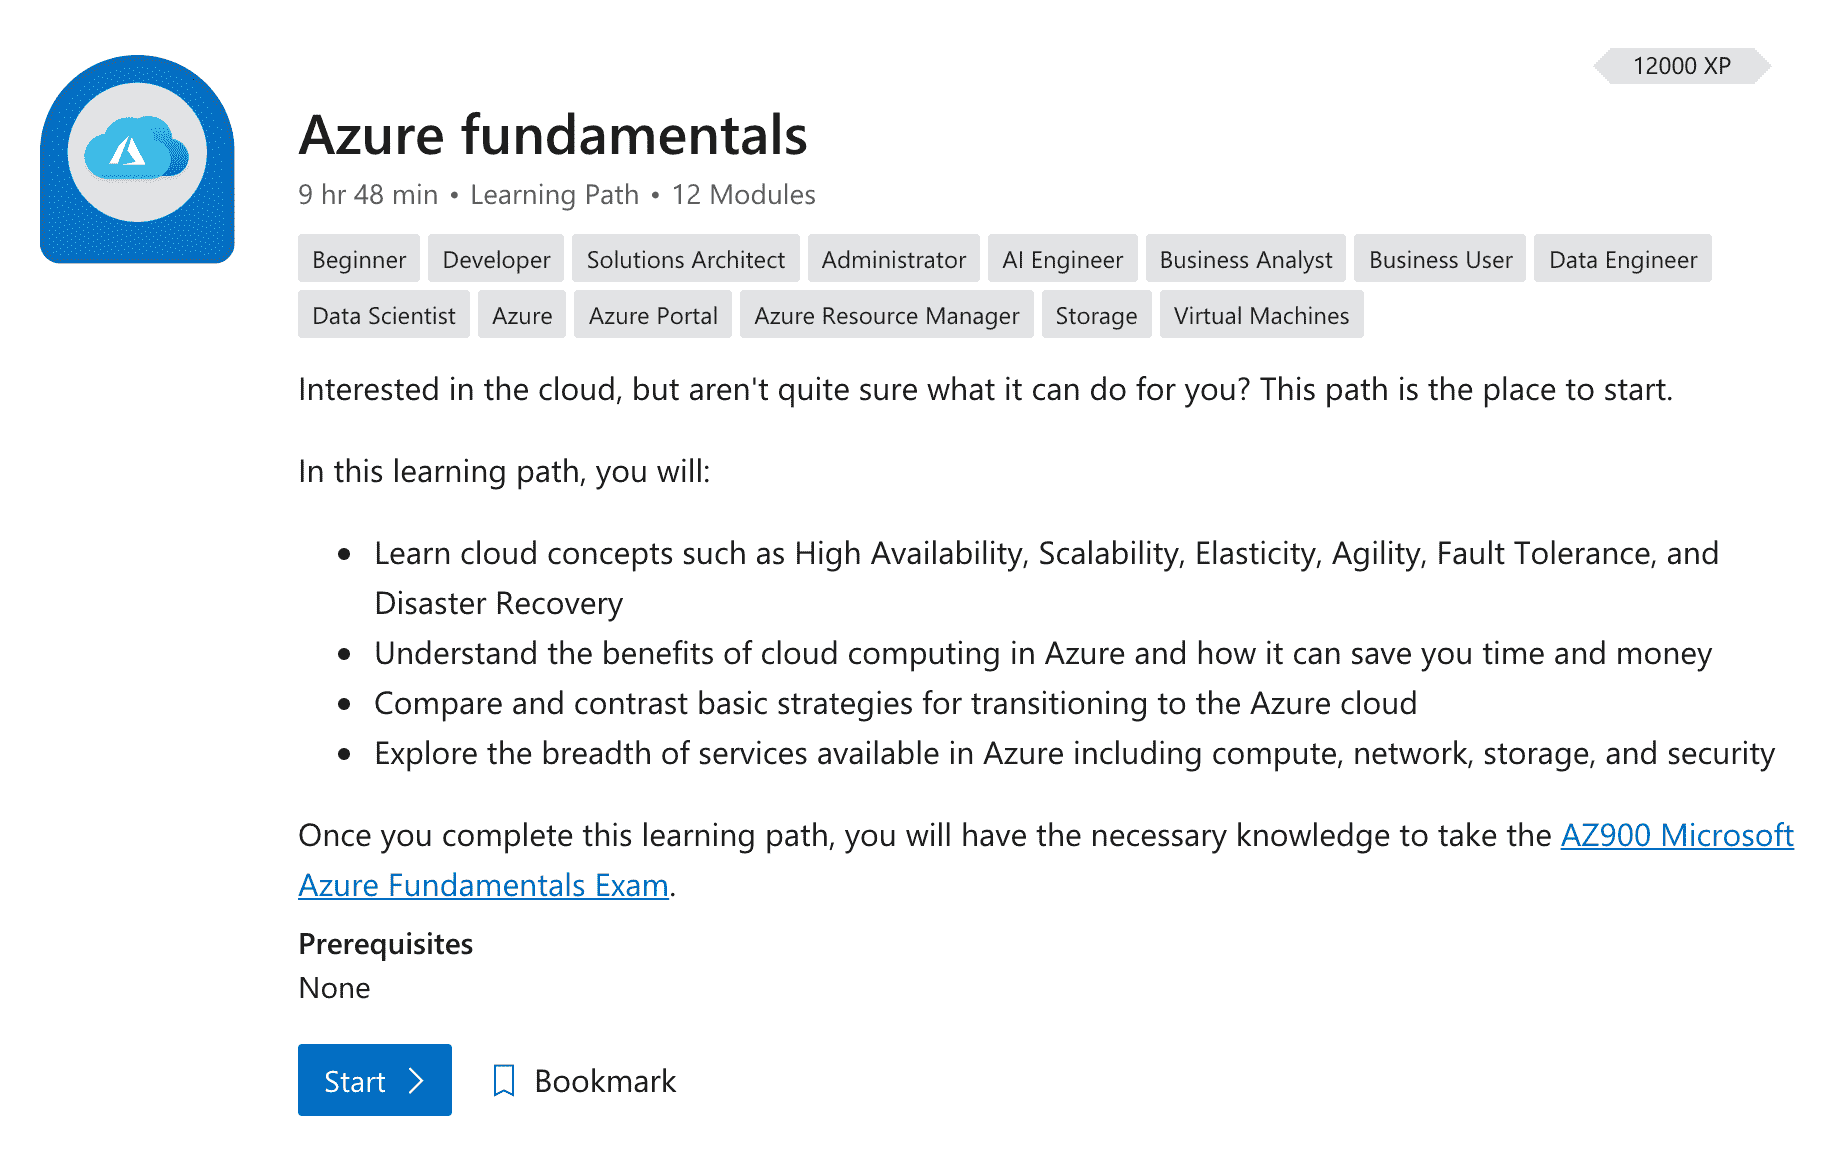 12000 XP
Azure fundamentals
9 hr 48 min • Learning Path • 12 Modules
Beginner Developer Solutions Architect Administrator AI Engineer Business Analyst Business User Data Engineer
Data Scientist Azure Azure Portal Azure Resource Manager Storage Virtual Machines
Interested in the cloud, but aren't quite sure what it can do for you? This path is the place to start.
In this learning path, you will:
• Learn cloud concepts such as High Availability, Scalability, Elasticity, Agility, Fault Tolerance, and
Disaster Recovery
• Understand the benefits of cloud computing in Azure and how it can save you time and money
• Compare and contrast basic strategies for transitioning to the Azure cloud
• Explore the breadth of services available in Azure including compute, network, storage, and security
Once you complete this learning path, you will have the necessary knowledge to take the AZ900 Microsoft
Azure Fundamentals Exam.
Prerequisites
None
Start Bookmark